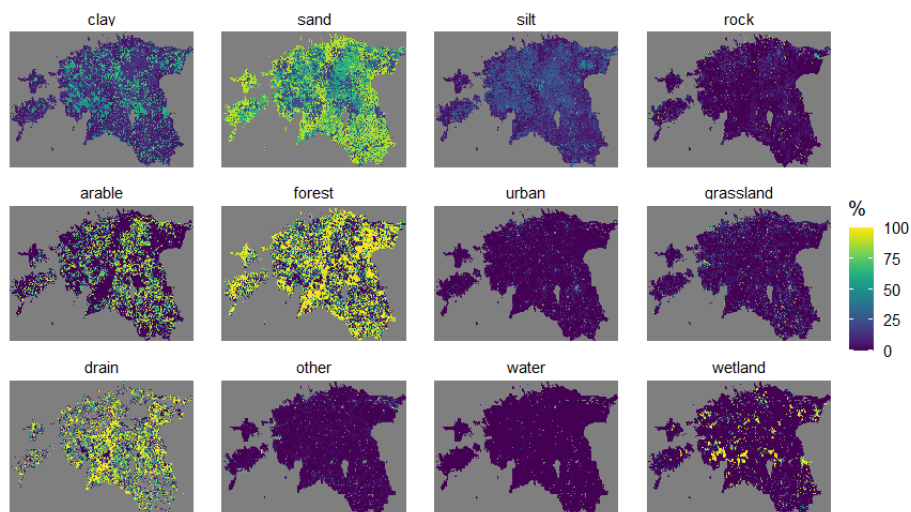 clay sand silt rock
arable forest urban grassland
%
100
75
50
25
0
drain other water wetland